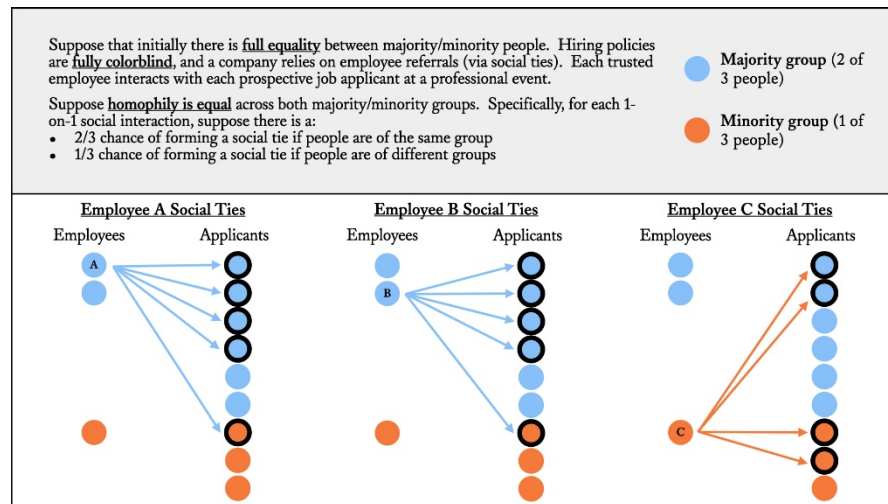 Suppose that initially there is full equality between majority/minority people.  Hiring policies
are fully colorblind, and a company relies on employee referrals (via social ties).  Each trusted
employee interacts with each prospective job applicant at a professional event.
Suppose homophily is equal across both majority/minority groups.  Specifically, for each 1-
on-1 social interaction, suppose there is a:
• 2/3 chance of forming a social tie if people are of the same group
• 1/3 chance of forming a social tie if people are of different groups
Majority group (2 of
3 people)
Minority group (1 of
3 people)
Employee A Social Ties
Employees Applicants
A
Employee B Social Ties
Employees Applicants
B
Employee C Social Ties
Employees Applicants
C